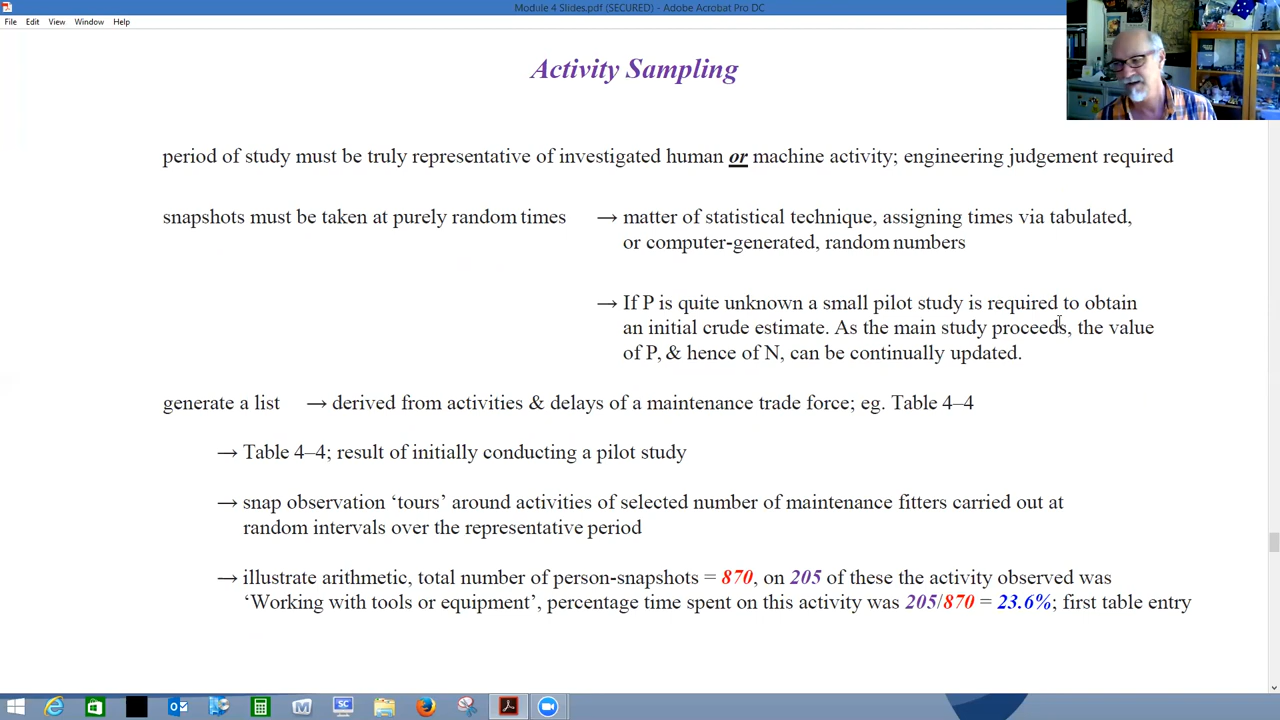 Module 4 Slides.pdf (SECURED) - Adobe Acrobat Pro DC
File Edit View Window Help
Activity Sampling
period of study must be truly representative of investigated human or machine activity; engineering judgement required
snapshots must be taken at purely random times → matter of statistical technique, assigning times via tabulated,
or computer-generated, random numbers
→ If P is quite unknown a small pilot study is required to obtain
an initial crude estimate. As the main study proceeds, the value
of P, & hence of N, can be continually updated.
generate a list → derived from activities & delays of a maintenance trade force; eg. Table 4–4
→ Table 4–4; result of initially conducting a pilot study
→ snap observation ‘tours’ around activities of selected number of maintenance fitters carried out at
random intervals over the representative period
→ illustrate arithmetic, total number of person-snapshots = 870, on 205 of these the activity observed was
‘Working with tools or equipment’, percentage time spent on this activity was 205/870 = 23.6%; first table entry